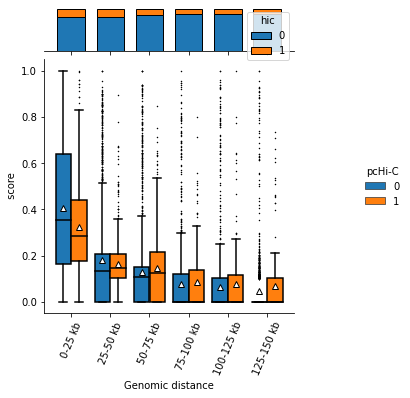 hic
0
1
1.0
0.8
0.6
0.4
0.2
0.0
score
pcHi-C
0
1
0-25 kb
25-50 kb
50-75 kb
75-100 kb
100-125 kb
125-150 kb
Genomic distance